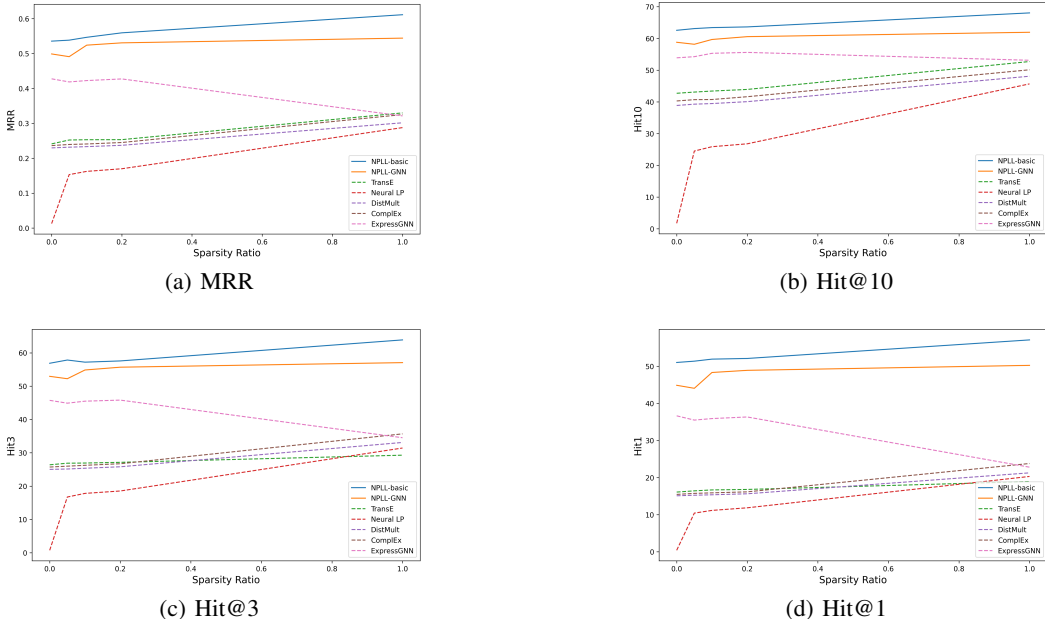 0.6
0.5
0.4
0.3
0.2
0.1
0.0
MRR
0.0 0.2 0.4 0.6 0.8 1.0
Sparsity Ratio
NPLL-basic
NPLL-GNN
TransE
Neural LP
DistMult
ComplEx
ExpressGNN
(a) MRR
70
60
50
40
30
20
10
0
Hit10
0.0 0.2 0.4 0.6 0.8 1.0
Sparsity Ratio
NPLL-basic
NPLL-GNN
TransE
Neural LP
DistMult
ComplEx
ExpressGNN
(b) Hit@10
60
50
40
30
20
10
0
Hit3
0.0 0.2 0.4 0.6 0.8 1.0
Sparsity Ratio
NPLL-basic
NPLL-GNN
TransE
Neural LP
DistMult
ComplEx
ExpressGNN
(c) Hit@3
50
40
30
20
10
0
Hit1
0.0 0.2 0.4 0.6 0.8 1.0
Sparsity Ratio
NPLL-basic
NPLL-GNN
TransE
Neural LP
DistMult
ComplEx
ExpressGNN
(d) Hit@1